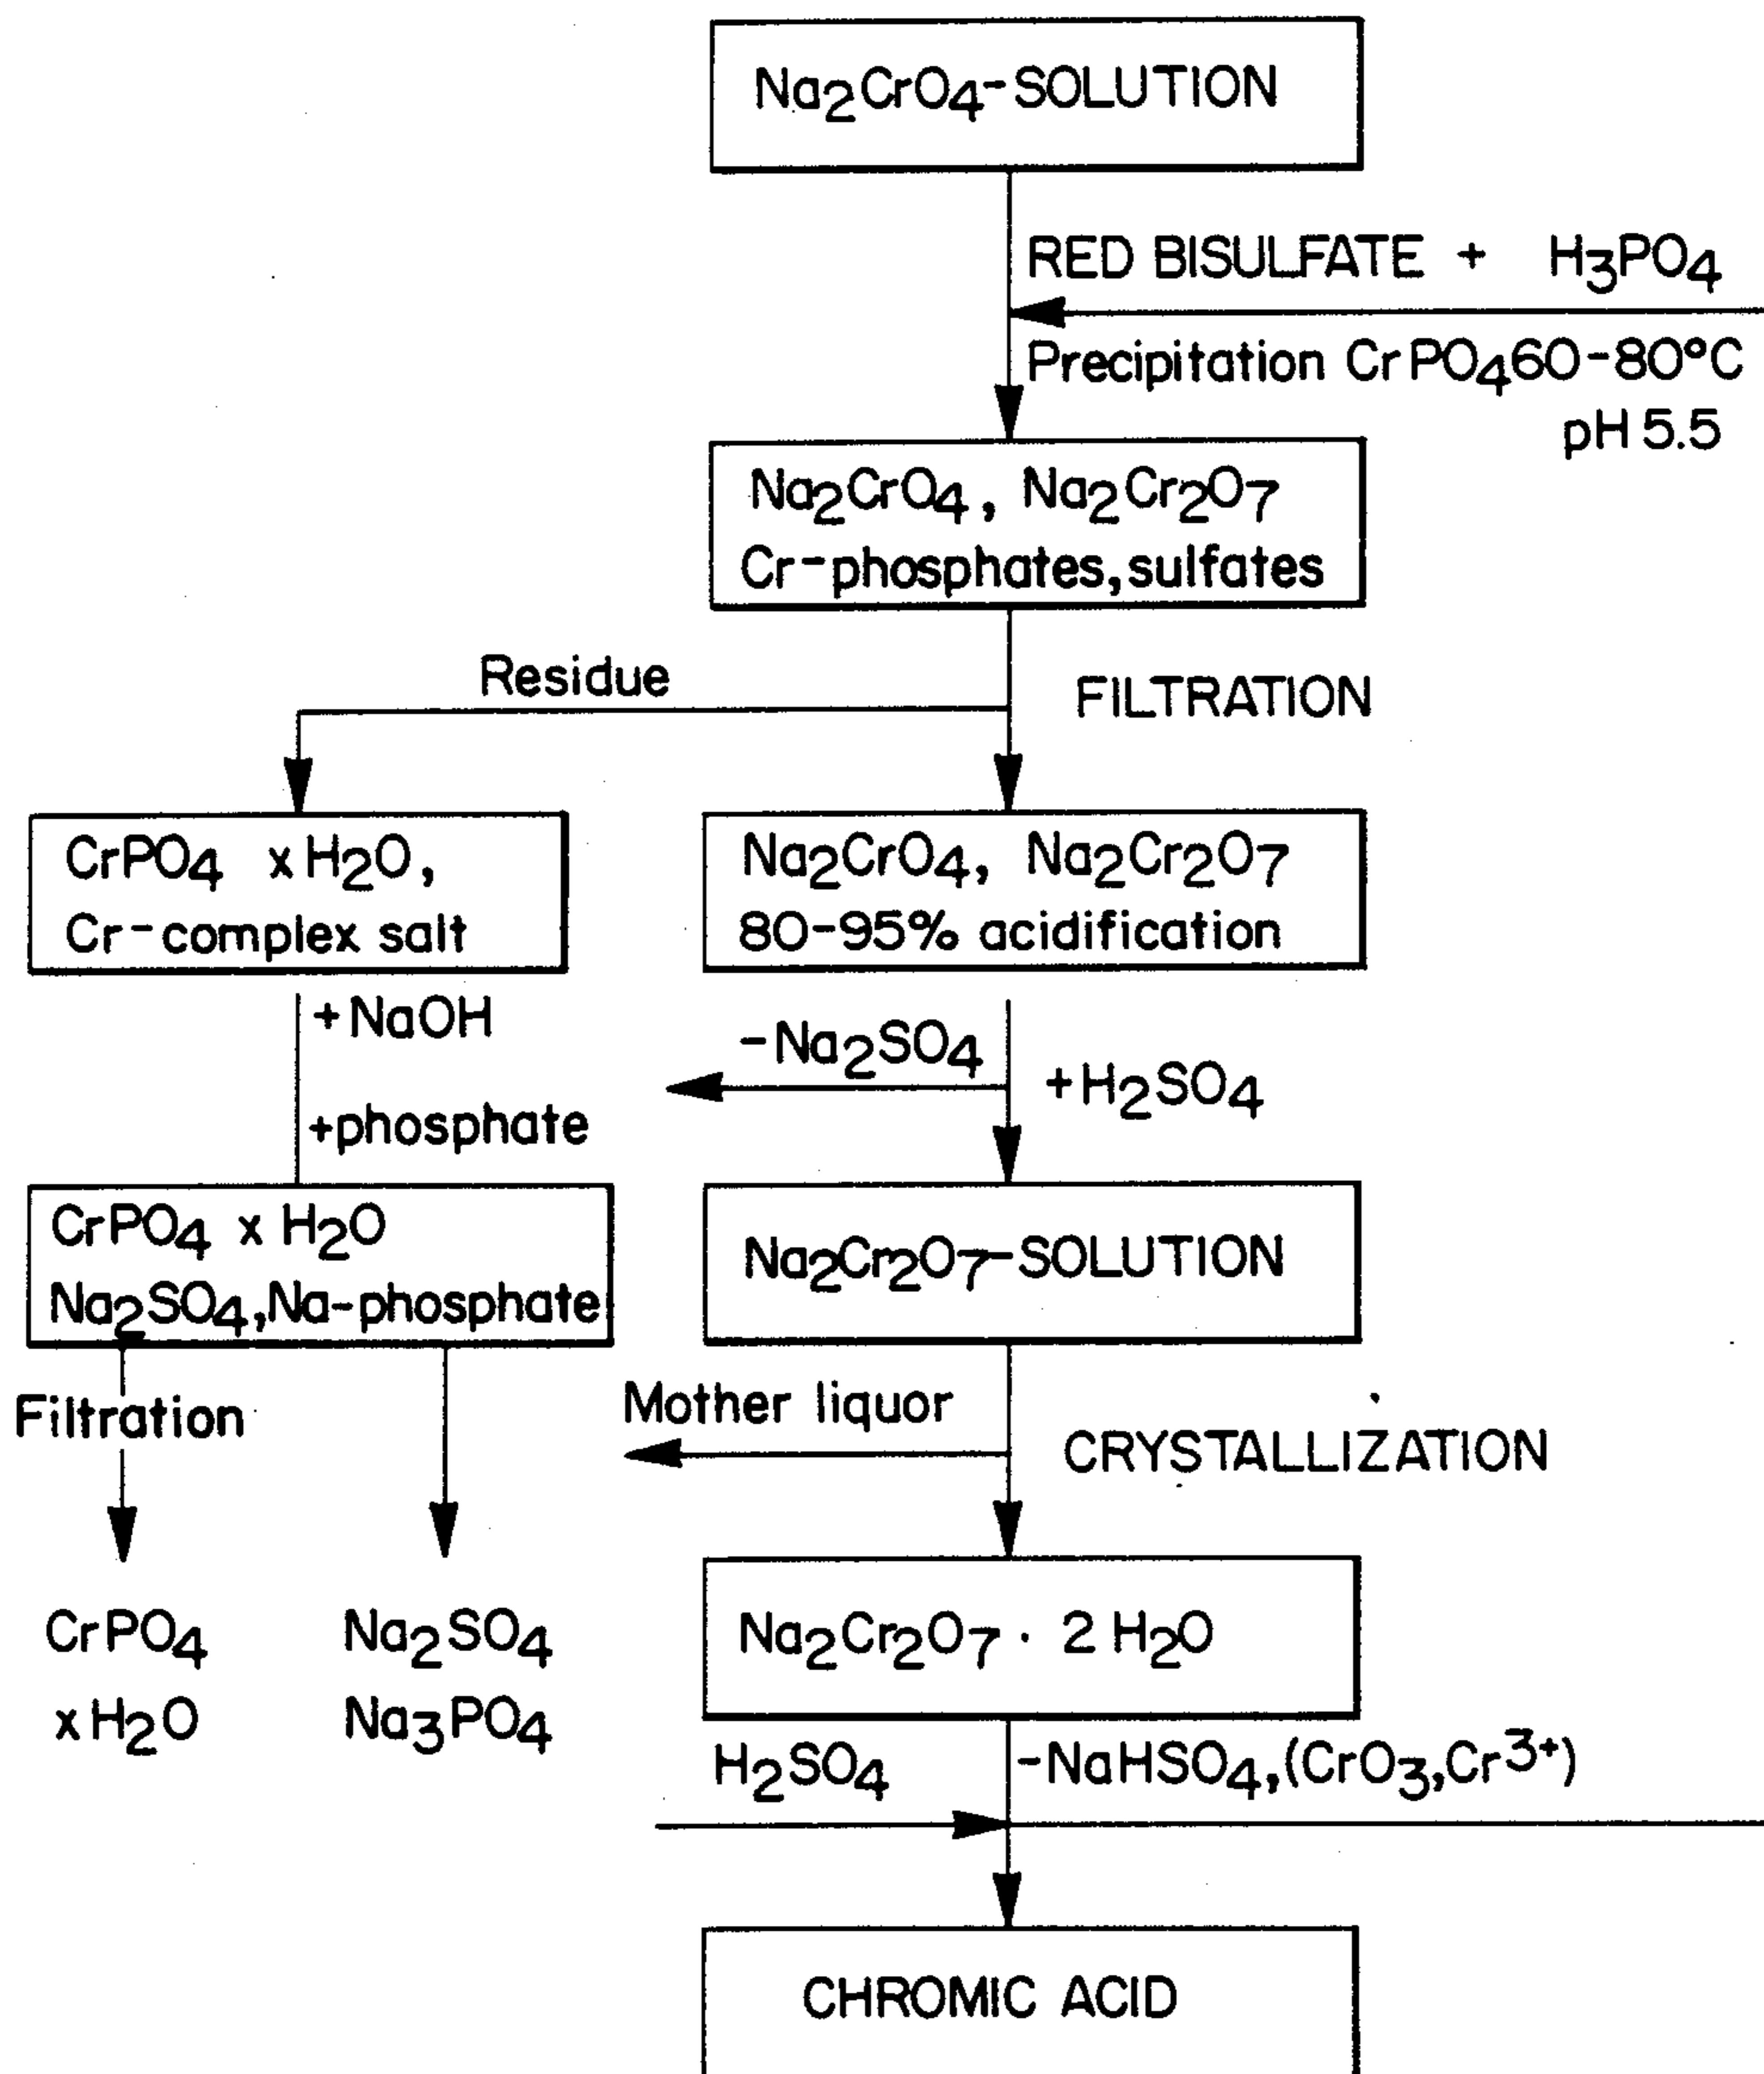 Na2CrO4-SOLUTION
RED BISULFATE + H3PO4
Precipitation CrPO4 60-80°C
pH 5.5
Na2CrO4, Na2Cr2O7
Cr-phosphates, sulfates
Residue
FILTRATION
CrPO4 x H2O,
Cr-complex salt
Na2CrO4, Na2Cr2O7
80-95% acidification
+NaOH
+phosphate
-Na2SO4
+H2SO4
CrPO4 x H2O
Na2SO4, Na-phosphate
Na2Cr2O7-SOLUTION
Filtration
Mother liquor
CRYSTALLIZATION
CrPO4
x H2O
Na2SO4
Na3PO4
Na2Cr2O7 · 2 H2O
H2SO4
-NaHSO4, (CrO3, Cr3+)
CHROMIC ACID